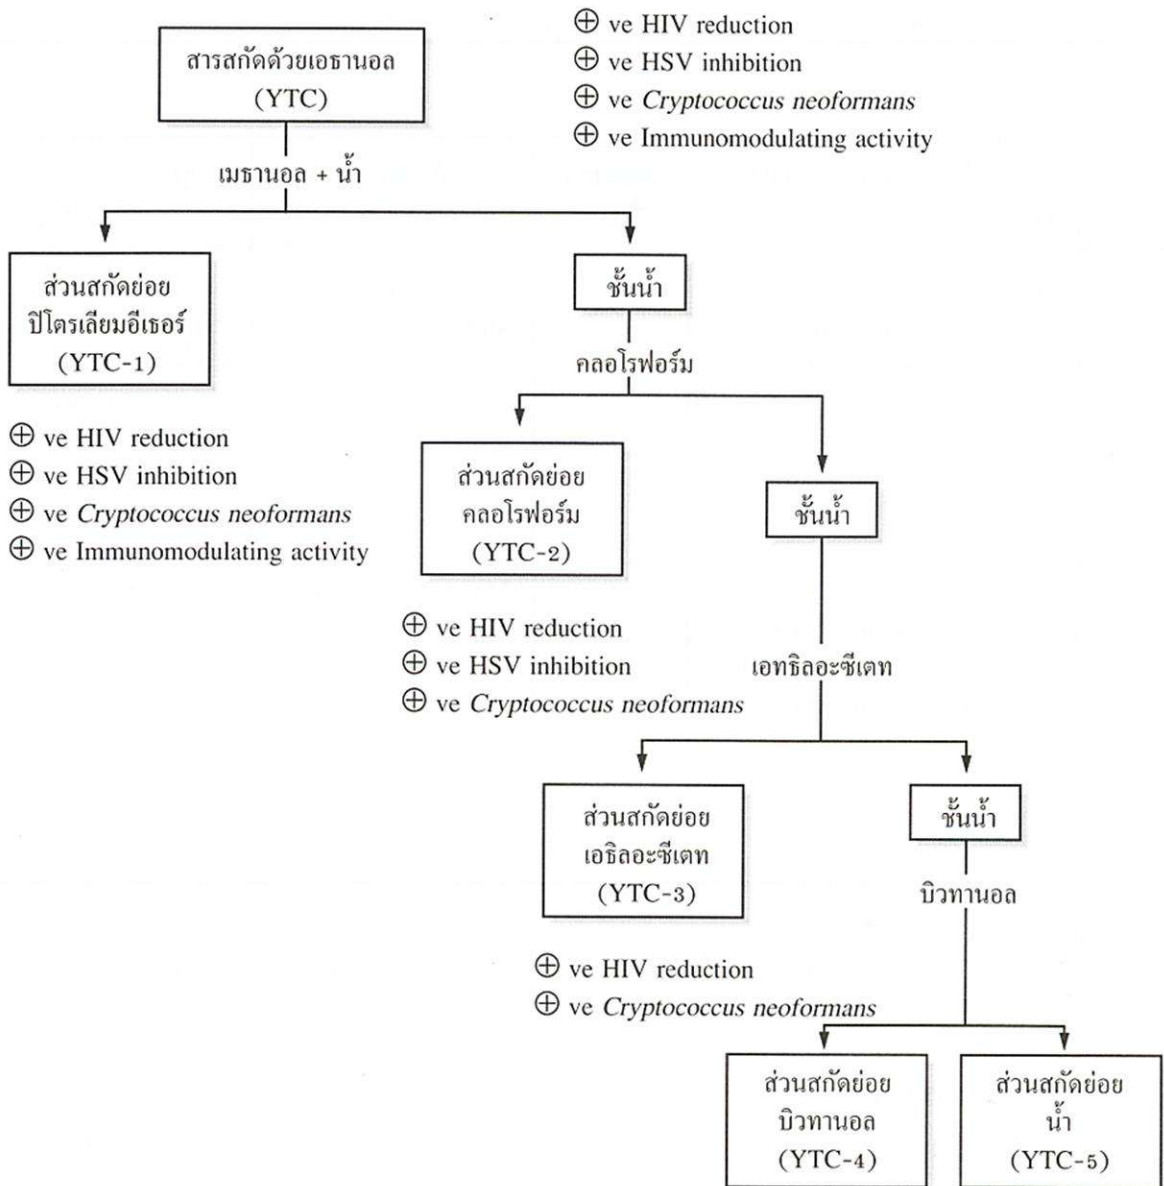 สารสกัดด้วยเอธานอล
(YTC)
⊕ ve HIV reduction
⊕ ve HSV inhibition
⊕ ve Cryptococcus neoformans
⊕ ve Immunomodulating activity
เมธานอล + น้ำ
ส่วนสกัดย่อย
ปิโตรเลียมอีเธอร์
(YTC-1)
ชั้นน้ำ
⊕ ve HIV reduction
⊕ ve HSV inhibition
⊕ ve Cryptococcus neoformans
⊕ ve Immunomodulating activity
คลอโรฟอร์ม
ส่วนสกัดย่อย
คลอโรฟอร์ม
(YTC-2)
ชั้นน้ำ
⊕ ve HIV reduction
⊕ ve HSV inhibition
⊕ ve Cryptococcus neoformans
เอทธิลอะซีเตท
ส่วนสกัดย่อย
เอธิลอะซีเตท
(YTC-3)
ชั้นน้ำ
⊕ ve HIV reduction
⊕ ve Cryptococcus neoformans
บิวทานอล
ส่วนสกัดย่อย
บิวทานอล
(YTC-4)
ส่วนสกัดย่อย
น้ำ
(YTC-5)